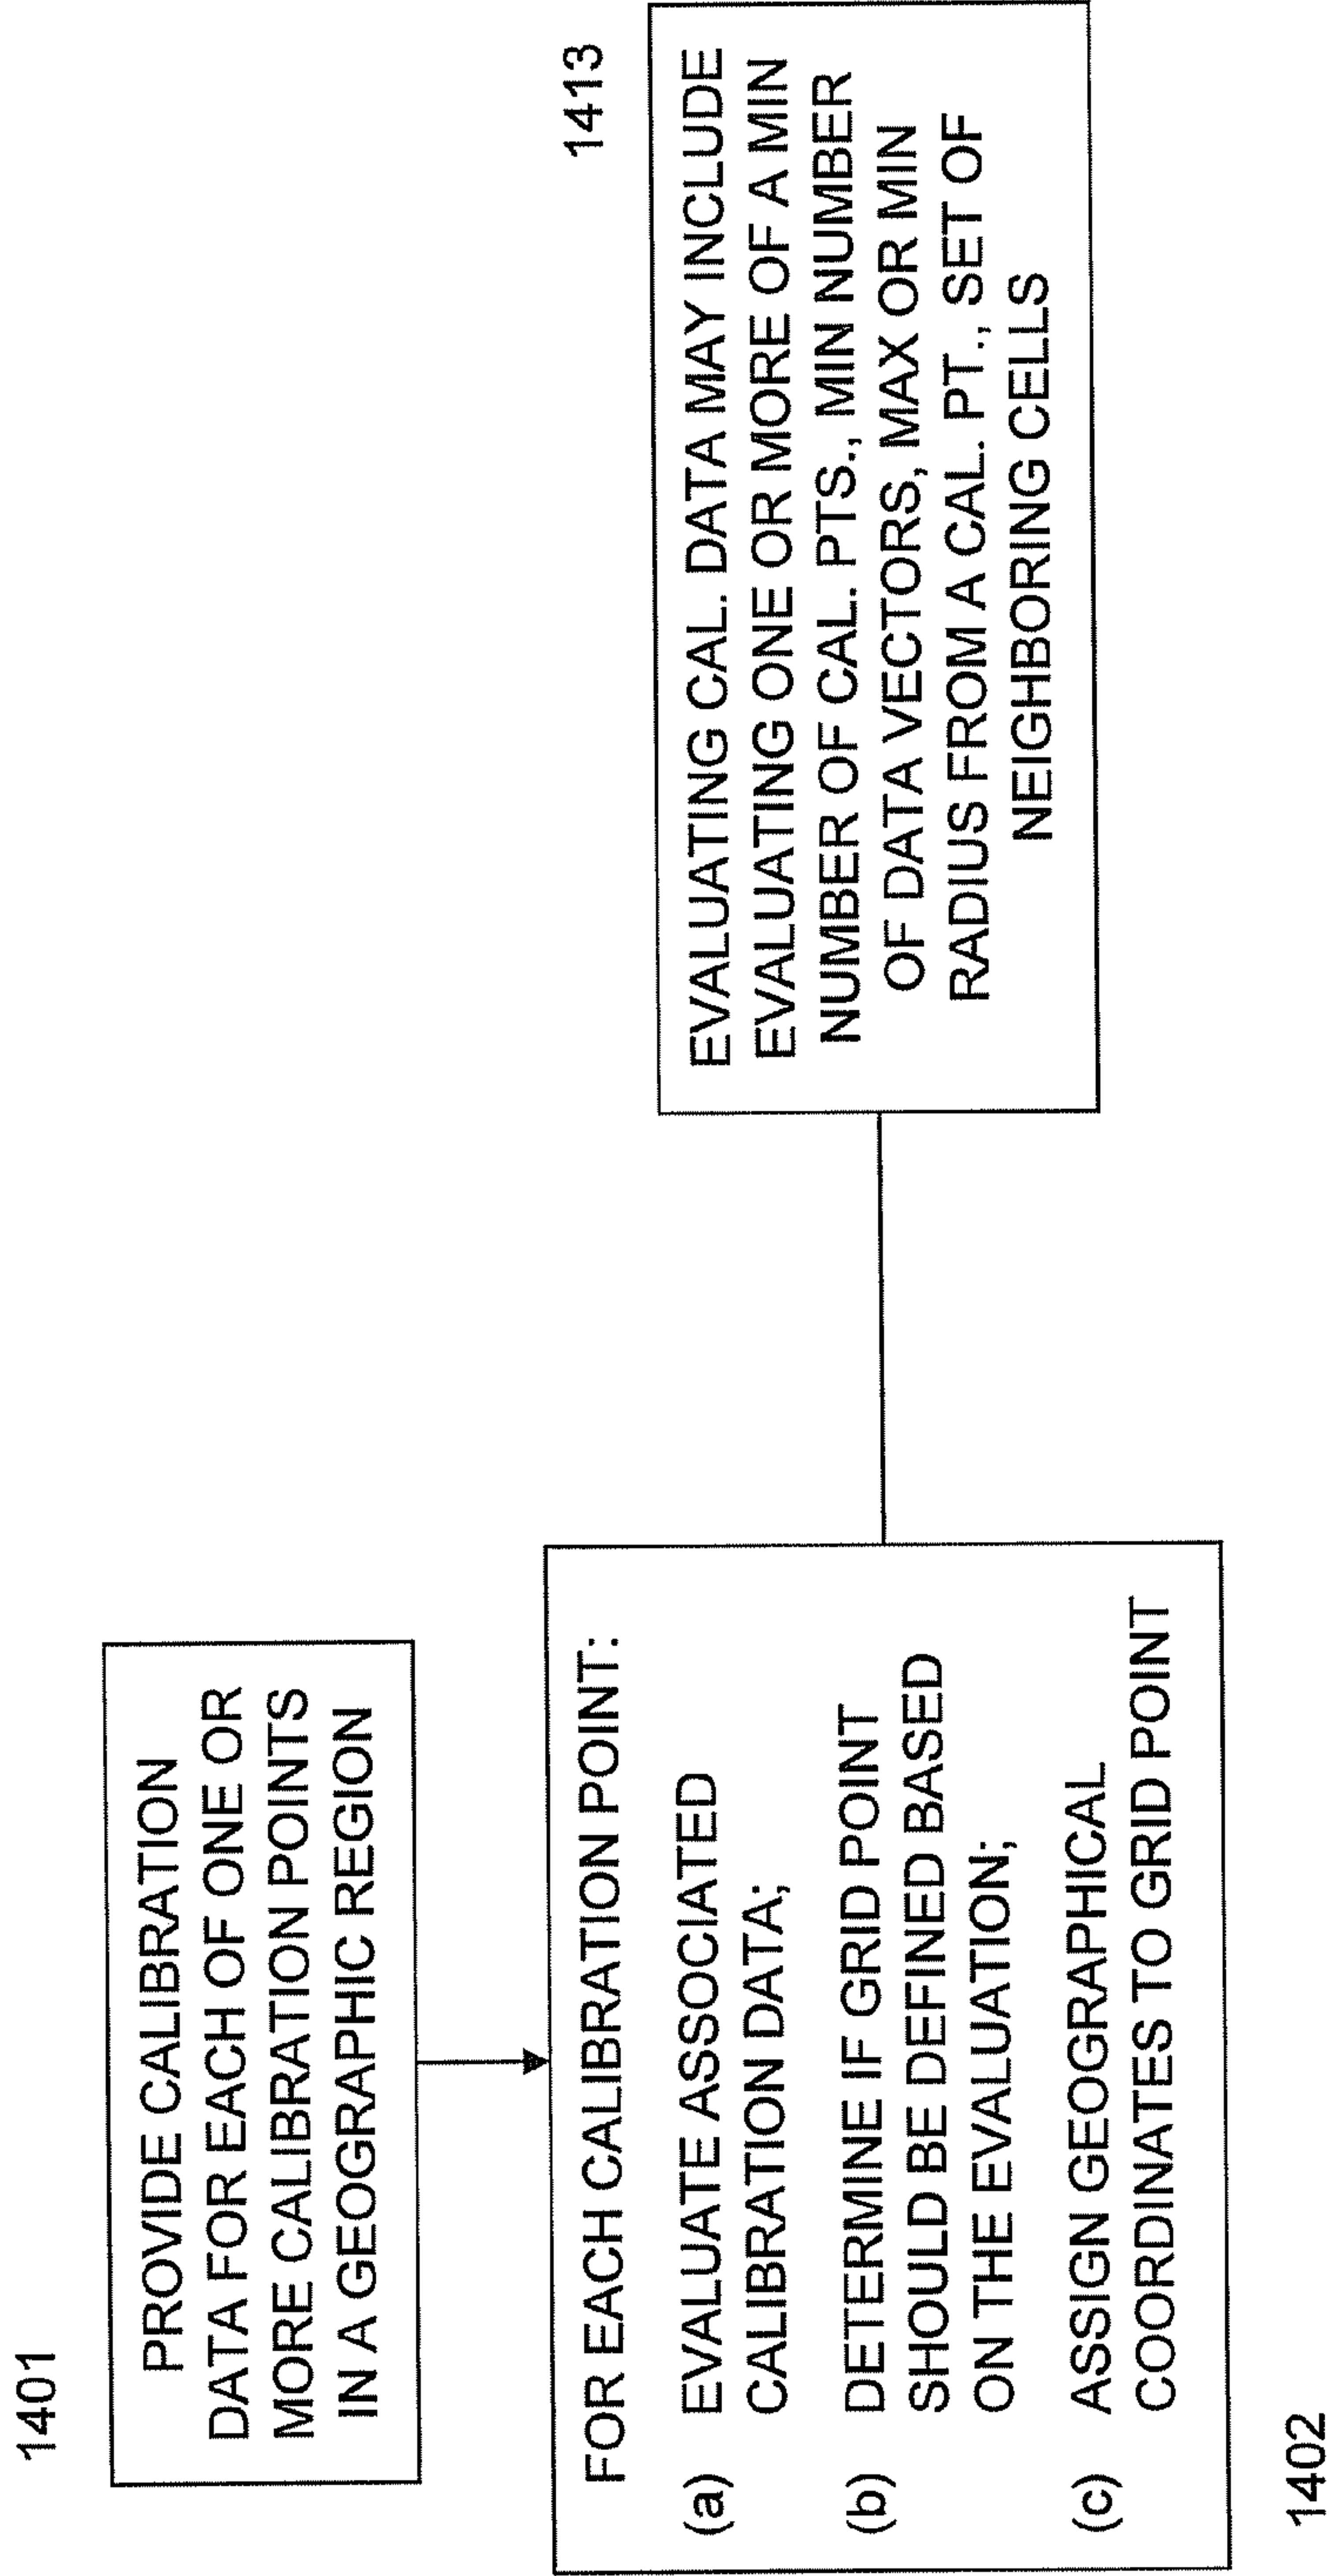 1401
PROVIDE CALIBRATION
DATA FOR EACH OF ONE OR
MORE CALIBRATION POINTS
IN A GEOGRAPHIC REGION
FOR EACH CALIBRATION POINT:
(a) EVALUATE ASSOCIATED
CALIBRATION DATA;
(b) DETERMINE IF GRID POINT
SHOULD BE DEFINED BASED
ON THE EVALUATION;
(c) ASSIGN GEOGRAPHICAL
COORDINATES TO GRID POINT
1402
1413
EVALUATING CAL. DATA MAY INCLUDE
EVALUATING ONE OR MORE OF A MIN
NUMBER OF CAL. PTS., MIN NUMBER
OF DATA VECTORS, MAX OR MIN
RADIUS FROM A CAL. PT., SET OF
NEIGHBORING CELLS